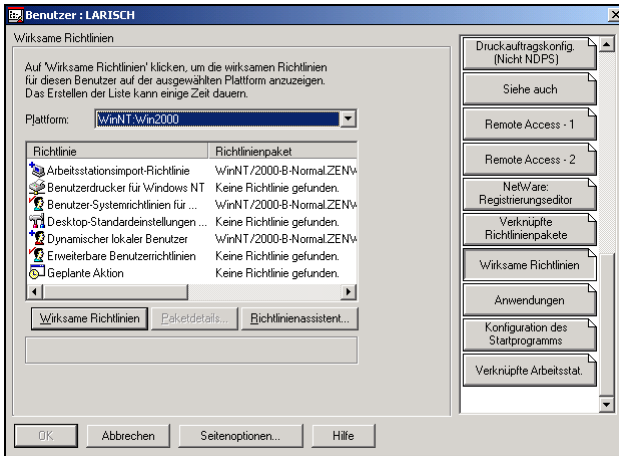 Benutzer : LARISCH
Wirksame Richtlinien
Auf 'Wirksame Richtlinien' klicken, um die wirksamen Richtlinien
für diesen Benutzer auf der ausgewählten Plattform anzuzeigen.
Das Erstellen der Liste kann einige Zeit dauern.
Plattform: WinNT:Win2000
Richtlinie Richtlinienpaket
Arbeitsstationsimport-Richtlinie WinNT/2000-B-Normal.ZENW
Benutzerdrucker für Windows NT Keine Richtlinie gefunden.
Benutzer-Systemrichtlinien für ... WinNT/2000-B-Normal.ZENW
Desktop-Standardeinstellungen ... Keine Richtlinie gefunden.
Dynamischer lokaler Benutzer WinNT/2000-B-Normal.ZENW
Erweiterbare Benutzerrichtlinien Keine Richtlinie gefunden.
Geplante Aktion Keine Richtlinie gefunden.
Wirksame Richtlinien Paketdetails... Richtlinienassistent...
Druckauftragskonfig.
(Nicht NDPS)
Siehe auch
Remote Access - 1
Remote Access - 2
NetWare:
Registrierungseditor
Verknüpfte
Richtlinienpakete
Wirksame Richtlinien
Anwendungen
Konfiguration des
Startprogramms
Verknüpfte Arbeitsstat.
OK Abbrechen Seitenoptionen... Hilfe